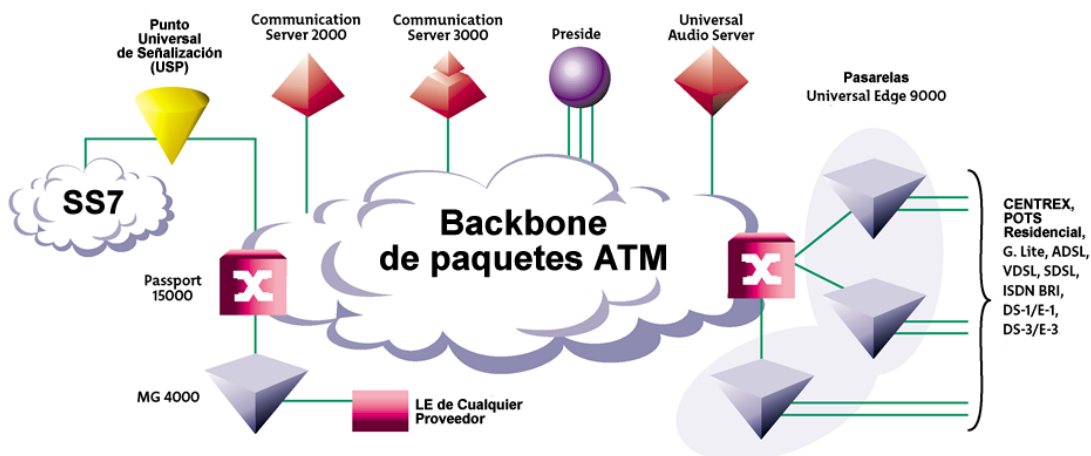 Punto
Universal
de Señalización
(USP)
Communication
Server 2000
Communication
Server 3000
Preside
Universal
Audio Server
Pasarelas
Universal Edge 9000
SS7
Backbone
de paquetes ATM
Passport
15000
CENTREX,
POTS
Residencial,
G. Lite, ADSL,
VDSL, SDSL,
ISDN BRI,
DS-1/E-1,
DS-3/E-3
MG 4000
LE de Cualquier
Proveedor